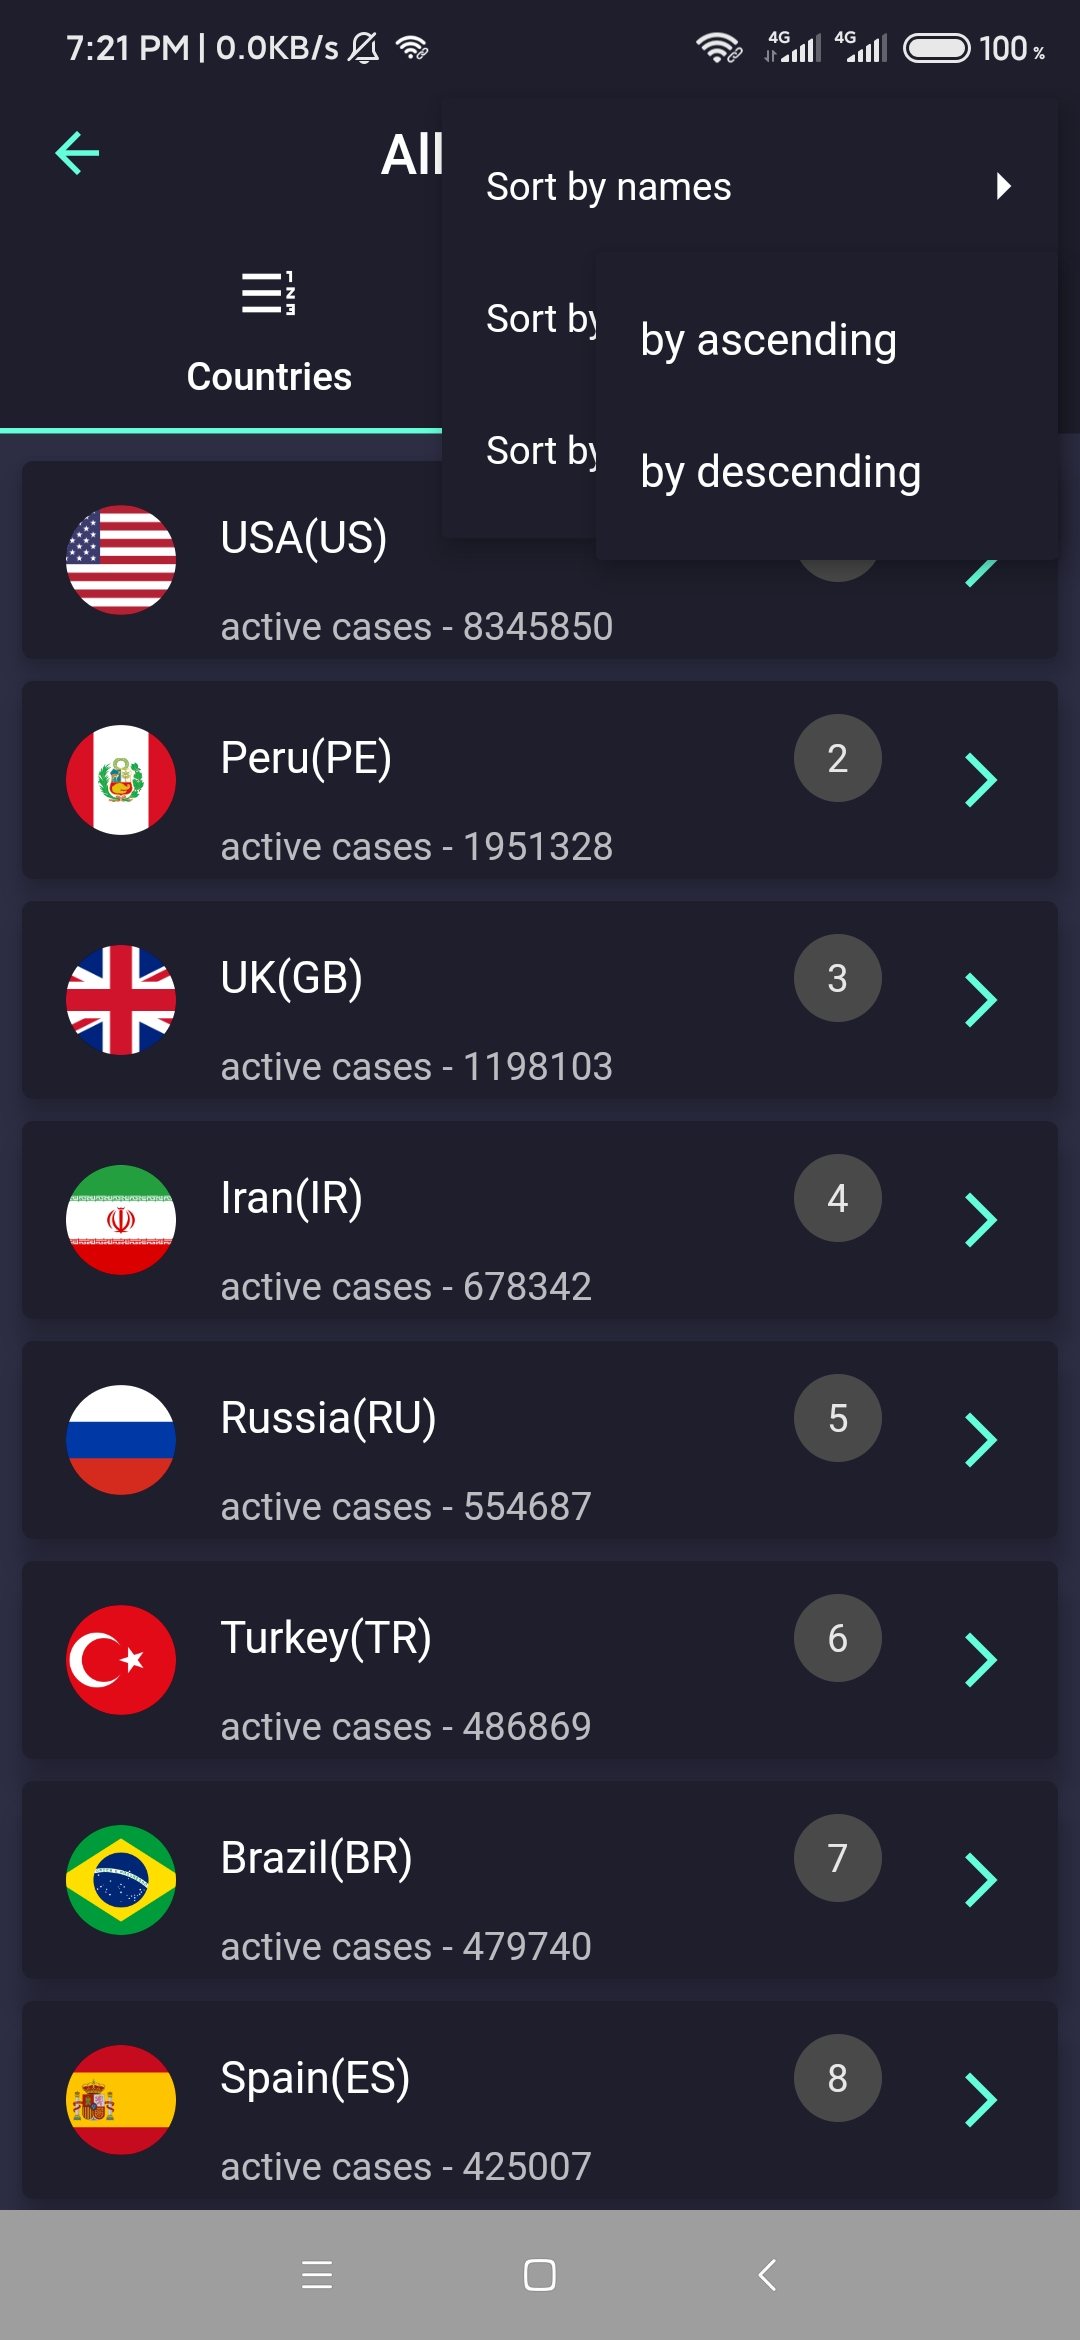 7:21 PM | 0.0KB/s
4G 4G 100 %
All
Sort by names
Sort by
by ascending
Sort by
by descending
1
2
3
Countries
USA(US)
active cases - 8345850
Peru(PE)
2
active cases - 1951328
UK(GB)
3
active cases - 1198103
Iran(IR)
4
active cases - 678342
Russia(RU)
5
active cases - 554687
Turkey(TR)
6
active cases - 486869
Brazil(BR)
7
active cases - 479740
Spain(ES)
8
active cases - 425007